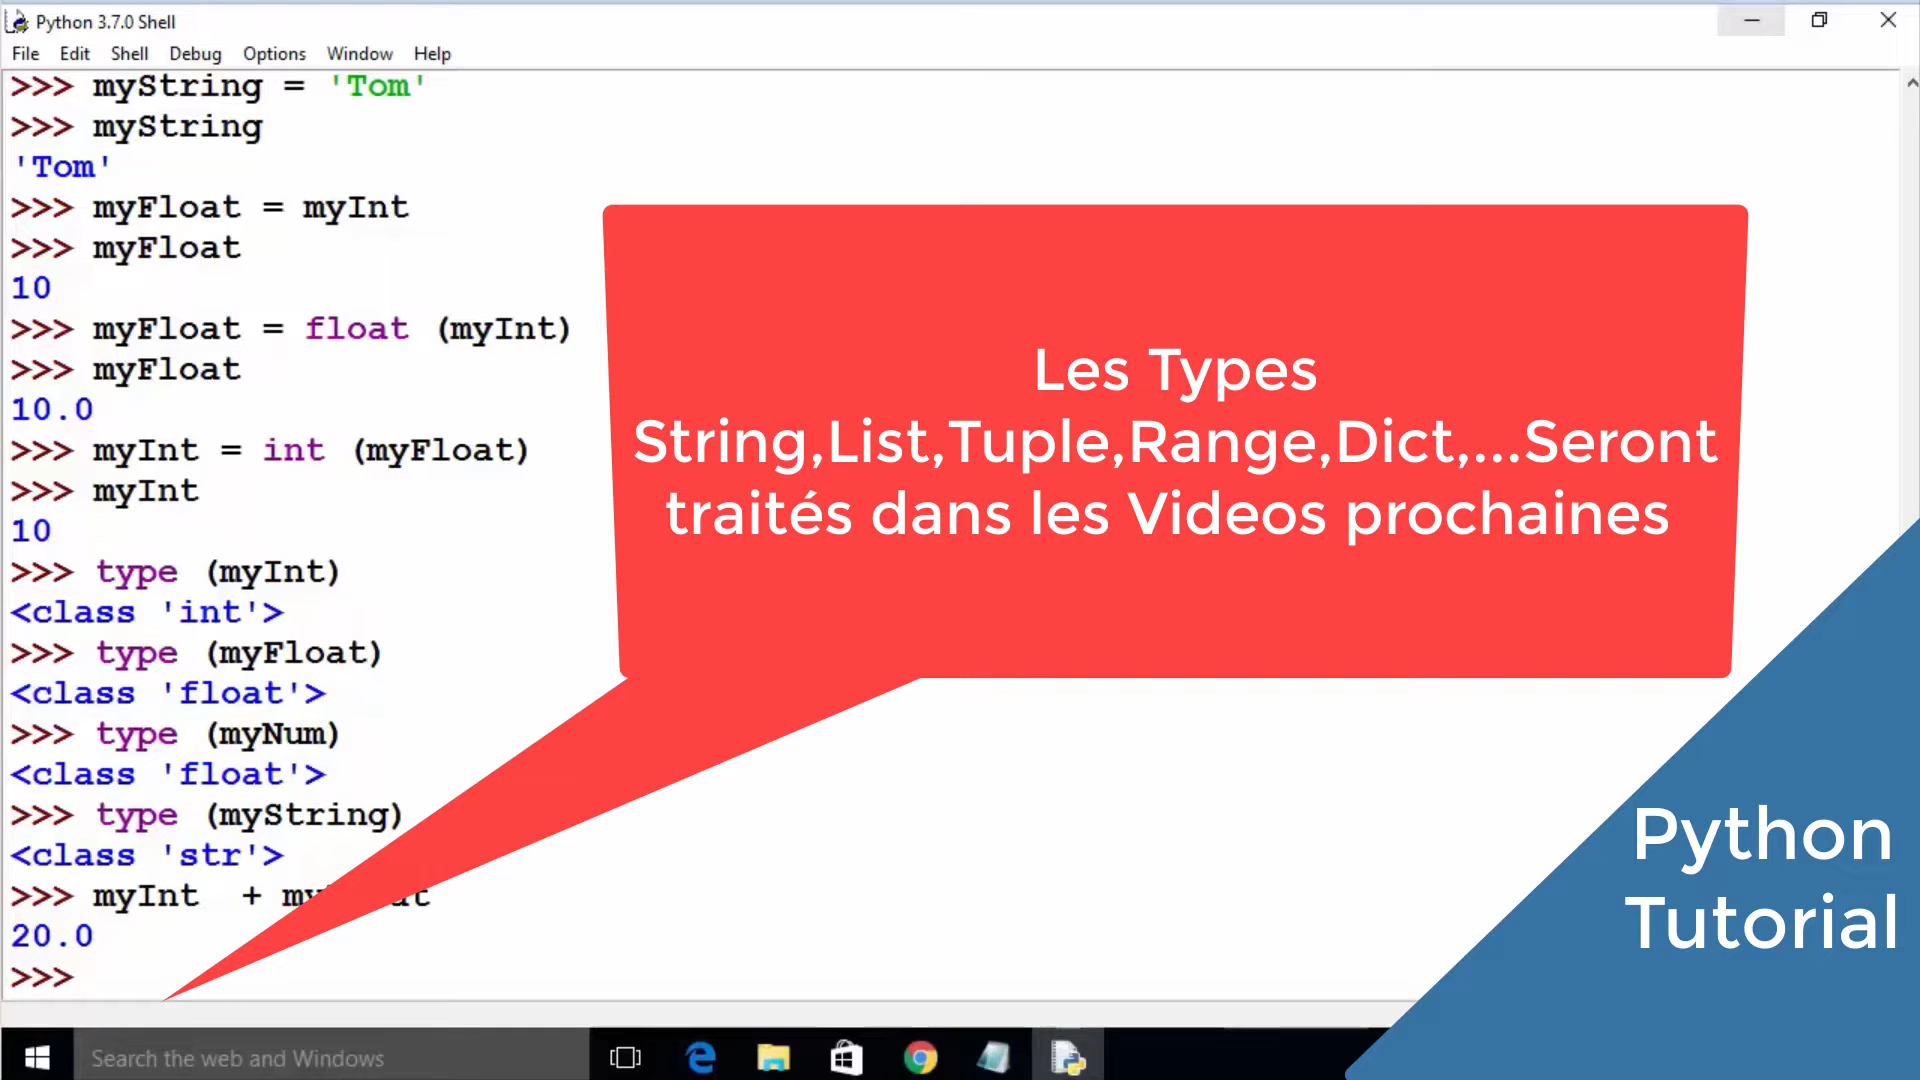 Python 3.7.0 Shell
File Edit Shell Debug Options Window Help
>>> myString = 'Tom'
>>> myString
'Tom'
>>> myFloat = myInt
>>> myFloat
10
>>> myFloat = float (myInt)
>>> myFloat
10.0
>>> myInt = int (myFloat)
>>> myInt
10
>>> type (myInt)
<class 'int'>
>>> type (myFloat)
<class 'float'>
>>> type (myNum)
<class 'float'>
>>> type (myString)
<class 'str'>
>>> myInt  +
20.0
>>>
Les Types
String,List,Tuple,Range,Dict,...Seront
traités dans les Videos prochaines
Python
Tutorial
Search the web and Windows